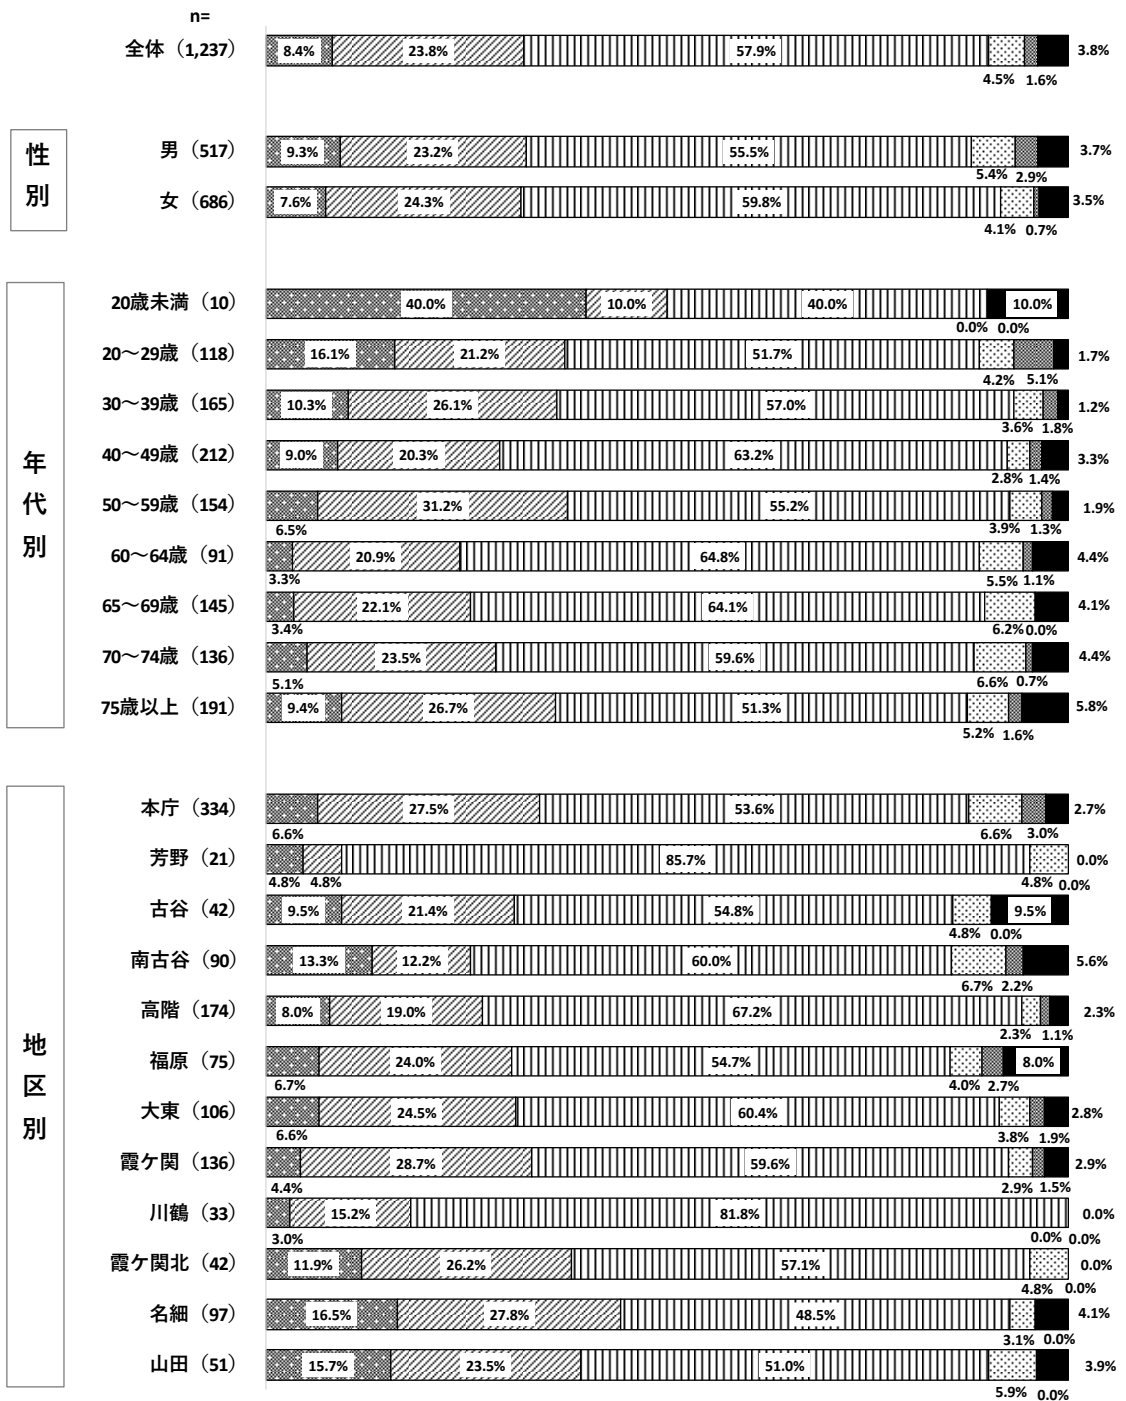 n=
全体（1,237） 8.4% 23.8% 57.9% 4.5% 1.6% 3.8%
性別
男（517） 9.3% 23.2% 55.5% 5.4% 2.9% 3.7%
女（686） 7.6% 24.3% 59.8% 4.1% 0.7% 3.5%
年代別
20歳未満（10） 40.0% 10.0% 40.0% 0.0% 0.0% 10.0%
20～29歳（118） 16.1% 21.2% 51.7% 4.2% 5.1% 1.7%
30～39歳（165） 10.3% 26.1% 57.0% 3.6% 1.8% 1.2%
40～49歳（212） 9.0% 20.3% 63.2% 2.8% 1.4% 3.3%
50～59歳（154） 6.5% 31.2% 55.2% 3.9% 1.3% 1.9%
60～64歳（91） 3.3% 20.9% 64.8% 5.5% 1.1% 4.4%
65～69歳（145） 3.4% 22.1% 64.1% 6.2% 0.0% 4.1%
70～74歳（136） 5.1% 23.5% 59.6% 6.6% 0.7% 4.4%
75歳以上（191） 9.4% 26.7% 51.3% 5.2% 1.6% 5.8%
地区別
本庁（334） 6.6% 27.5% 53.6% 6.6% 3.0% 2.7%
芳野（21） 4.8% 4.8% 85.7% 4.8% 0.0% 0.0%
古谷（42） 9.5% 21.4% 54.8% 4.8% 0.0% 9.5%
南古谷（90） 13.3% 12.2% 60.0% 6.7% 2.2% 5.6%
高階（174） 8.0% 19.0% 67.2% 2.3% 1.1% 2.3%
福原（75） 6.7% 24.0% 54.7% 4.0% 2.7% 8.0%
大東（106） 6.6% 24.5% 60.4% 3.8% 1.9% 2.8%
霞ケ関（136） 4.4% 28.7% 59.6% 2.9% 1.5% 2.9%
川鶴（33） 3.0% 15.2% 81.8% 0.0% 0.0% 0.0%
霞ケ関北（42） 11.9% 26.2% 57.1% 4.8% 0.0% 0.0%
名細（97） 16.5% 27.8% 48.5% 3.1% 0.0% 4.1%
山田（51） 15.7% 23.5% 51.0% 5.9% 0.0% 3.9%